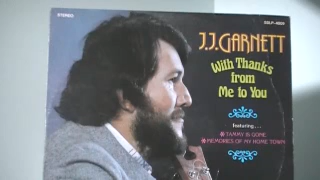 STEREO
J.J. GARNETT
With Thanks
from
Me to You
featuring...
TAMMY IS GONE
MEMORIES OF MY HOME TOWN